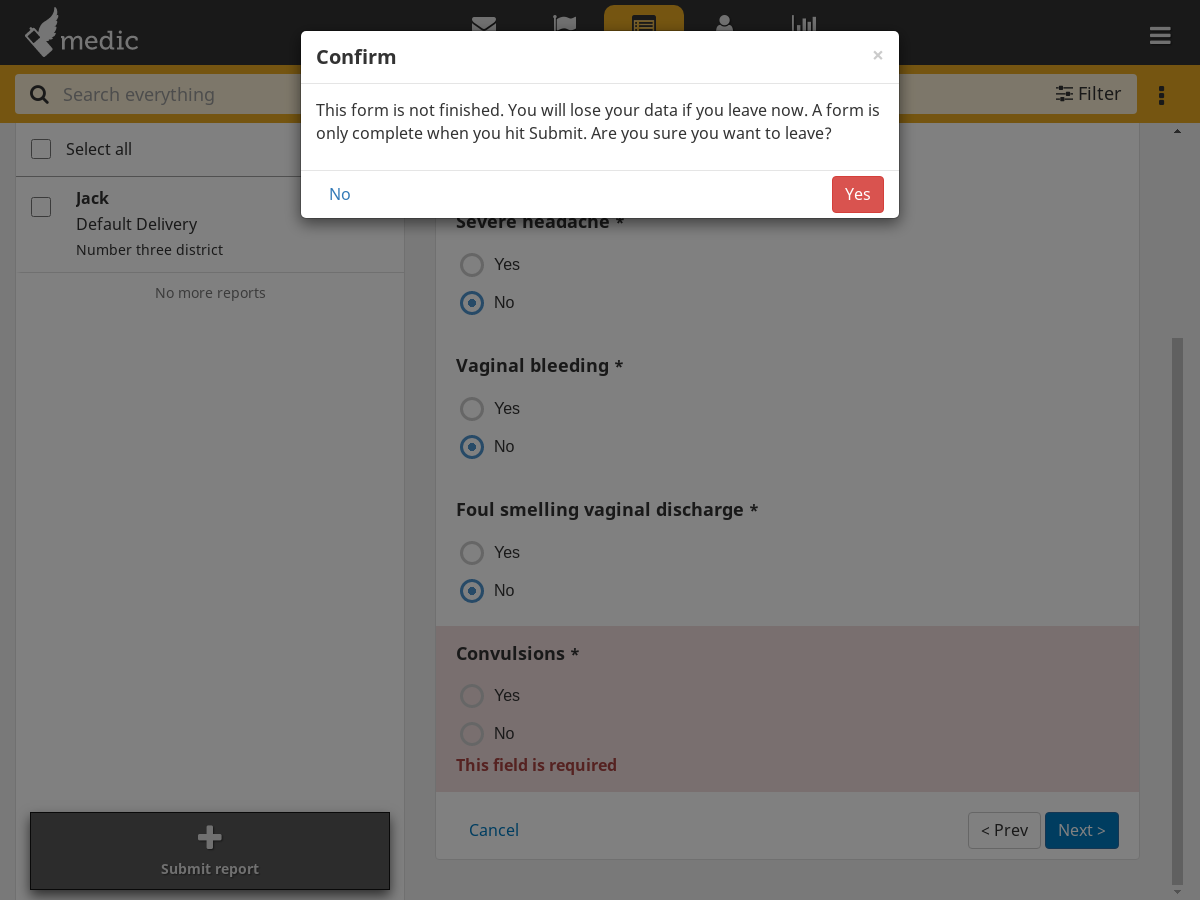 medic
Confirm
×
This form is not finished. You will lose your data if you leave now. A form is
only complete when you hit Submit. Are you sure you want to leave?
No
Yes
Search everything
Filter
Select all
Jack
Default Delivery
Number three district
No more reports
Submit report
Severe headache *
Yes
No
Vaginal bleeding *
Yes
No
Foul smelling vaginal discharge *
Yes
No
Convulsions *
Yes
No
This field is required
Cancel
< Prev
Next >